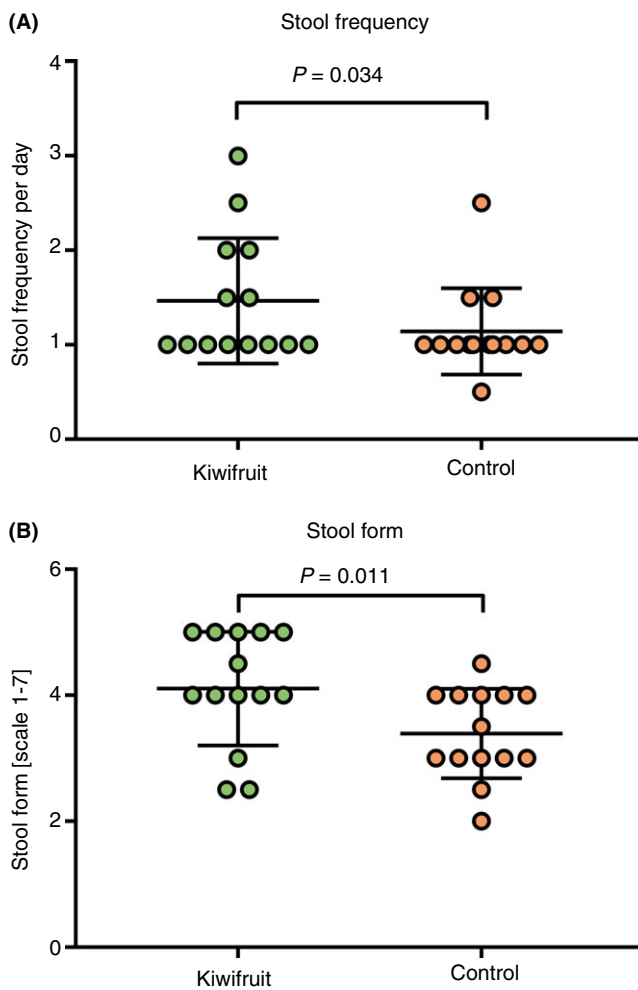 (A)
Stool frequency
P = 0.034
Stool frequency per day
4
3
2
1
0
Kiwifruit
Control
(B)
Stool form
P = 0.011
Stool form [scale 1-7]
6
4
2
0
Kiwifruit
Control